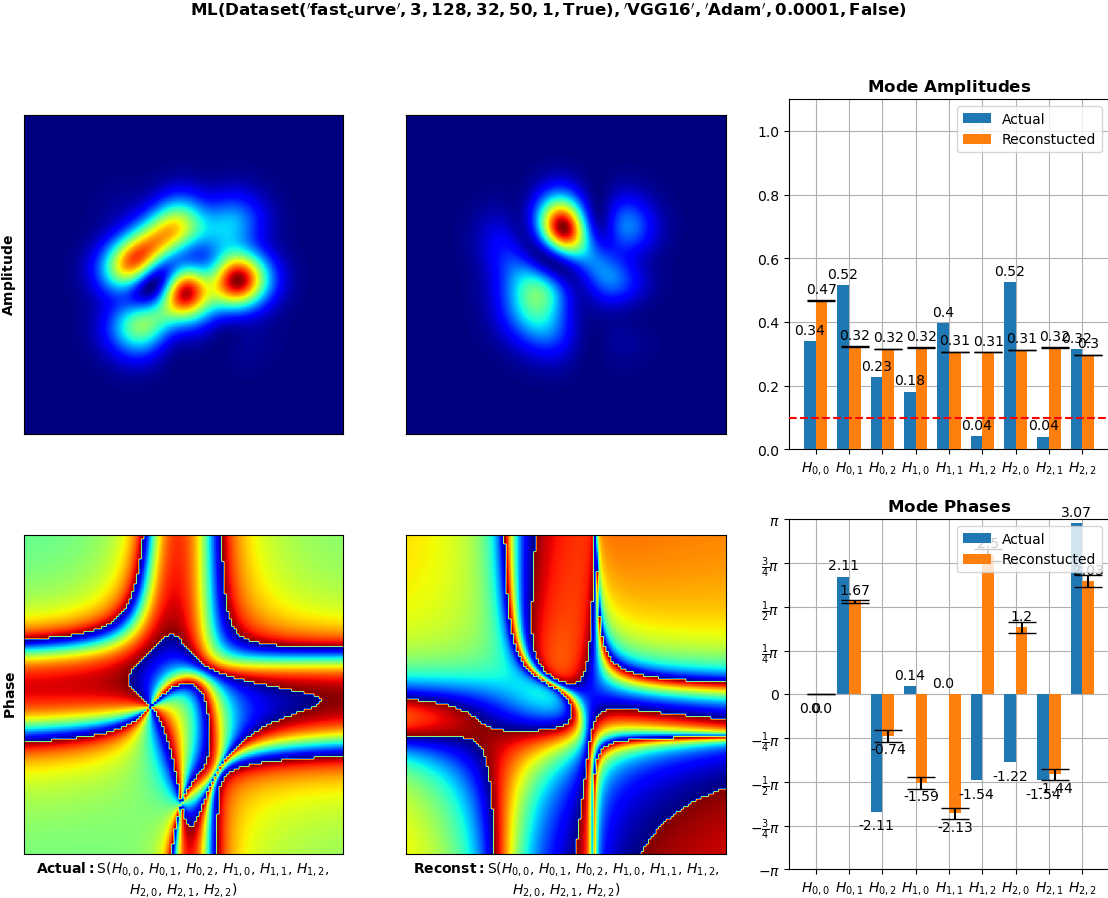 ML(Dataset('fast_curve', 3, 128, 32, 50, 1, True), 'VGG16', 'Adam', 0.0001, False)
Amplitude
Mode Amplitudes
Actual
Reconstucted
1.0
0.8
0.6
0.4
0.2
0.0
0.34 0.52 0.23 0.18 0.4 0.04 0.52 0.04 0.32
0.47 0.32 0.32 0.32 0.31 0.31 0.31 0.32 0.3
H0,0 H0,1 H0,2 H1,0 H1,1 H1,2 H2,0 H2,1 H2,2
Phase
Mode Phases
Actual
Reconstucted
π
3/4π
1/2π
1/4π
0
−1/4π
−1/2π
−3/4π
−π
0.0 2.11 -2.11 0.14 0.0 -1.54 -1.22 -1.54 3.07
0.0 1.67 -0.74 -1.59 -2.13 2.5 1.2 -1.44
H0,0 H0,1 H0,2 H1,0 H1,1 H1,2 H2,0 H2,1 H2,2
Actual: S(H0,0, H0,1, H0,2, H1,0, H1,1, H1,2,
H2,0, H2,1, H2,2)
Reconst: S(H0,0, H0,1, H0,2, H1,0, H1,1, H1,2,
H2,0, H2,1, H2,2)